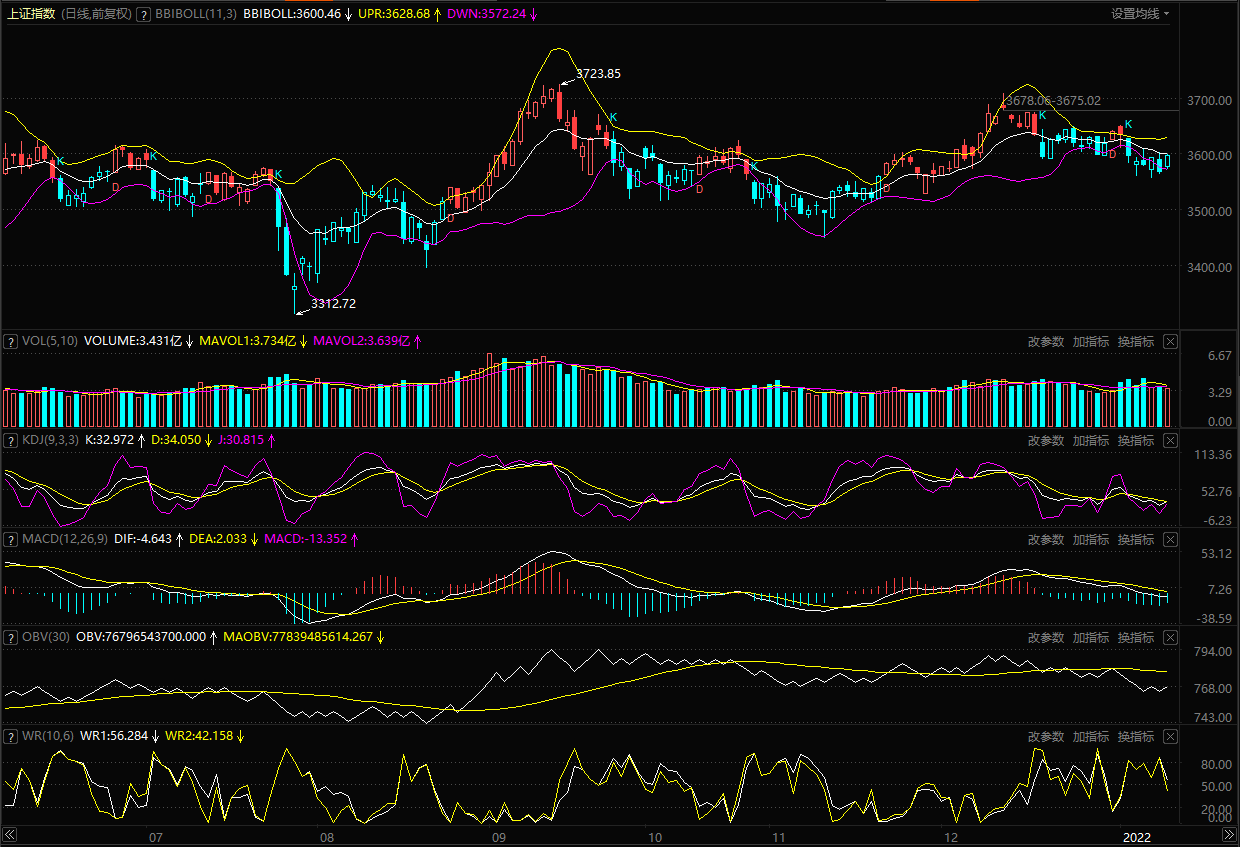 上证指数 (日线,前复权) ? BBIBOLL(11,3) BBIBOLL:3600.46↓ UPR:3628.68↑ DWN:3572.24↓ 设置均线
3723.85
K
3678.06-3675.02
3700.00
K K
K K K
3600.00
D D D D D D
3500.00
3400.00
3312.72
? VOL(5,10) VOLUME:3.431亿↓ MAVOL1:3.734亿↓ MAVOL2:3.639亿↑ 改参数 加指标 换指标
6.67
3.29
0.00
? KDJ(9,3,3) K:32.972↑ D:34.050↓ J:30.815↑ 改参数 加指标 换指标
113.36
52.76
-6.23
? MACD(12,26,9) DIF:-4.643↑ DEA:2.033↓ MACD:-13.352↑ 改参数 加指标 换指标
53.12
7.26
-38.59
? OBV(30) OBV:76796543700.000↑ MAOBV:77839485614.267↓ 改参数 加指标 换指标
794.00
768.00
743.00
? WR(10,6) WR1:56.284↓ WR2:42.158↓ 改参数 加指标 换指标
80.00
50.00
20.00
0.00
07 08 09 10 11 12 2022